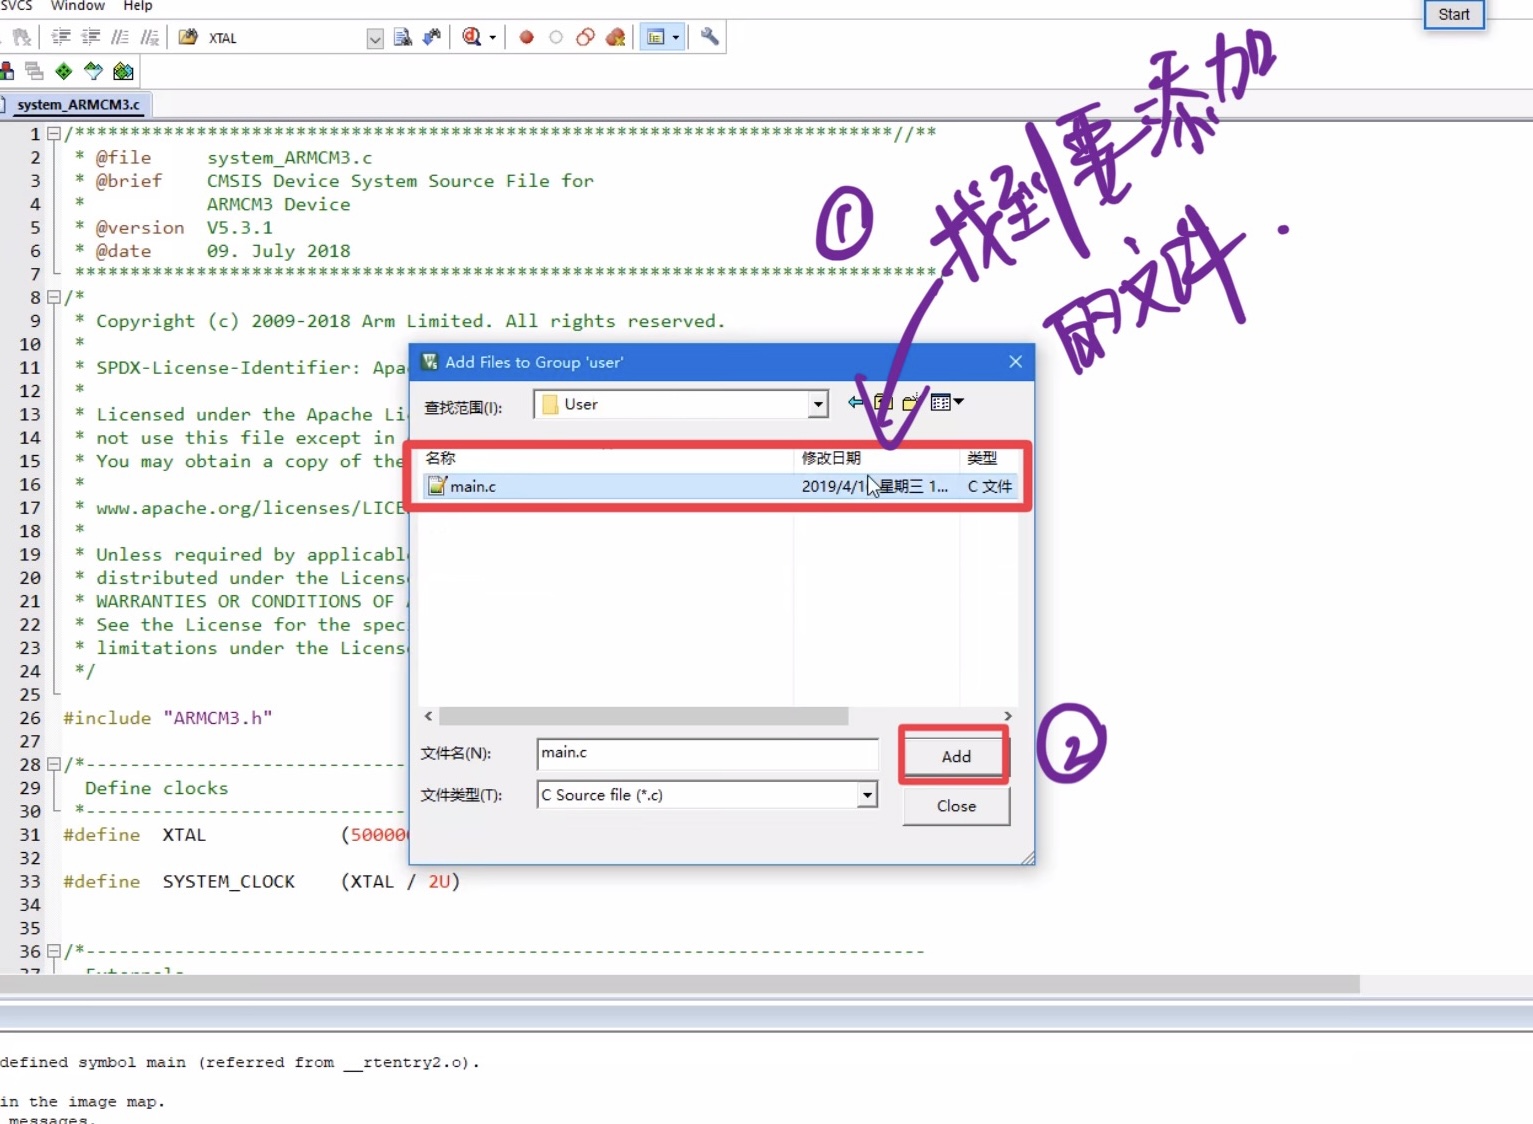 SVCS Window Help
Start
XTAL
system_ARMCM3.c
1 /**************************************************************************//**
2 * @file system_ARMCM3.c
3 * @brief CMSIS Device System Source File for
4 * ARMCM3 Device
5 * @version V5.3.1
6 * @date 09. July 2018
7 ******************************************************************************
8 /*
9 * Copyright (c) 2009-2018 Arm Limited. All rights reserved.
10 *
11 * SPDX-License-Identifier: Apa
12 *
13 * Licensed under the Apache Li
14 * not use this file except in
15 * You may obtain a copy of the
16 *
17 * www.apache.org/licenses/LICE
18 *
19 * Unless required by applicabl
20 * distributed under the Licens
21 * WARRANTIES OR CONDITIONS OF
22 * See the License for the spec
23 * limitations under the Licens
24 */
25
26 #include "ARMCM3.h"
27
28 /*-----------------------------
29 Define clocks
30 *-----------------------------
31 #define XTAL (50000
32
33 #define SYSTEM_CLOCK (XTAL / 2U)
34
35
36 /*----------------------------------------------------------------------------
① 找到要添加
的文件.
Add Files to Group 'user'
查找范围(I): User
名称 修改日期 类型
main.c 2019/4/1 星期三 1... C 文件
文件名(N): main.c Add
②
文件类型(T): C Source file (*.c)
Close
defined symbol main (referred from __rtentry2.o).
in the image map.
messages.